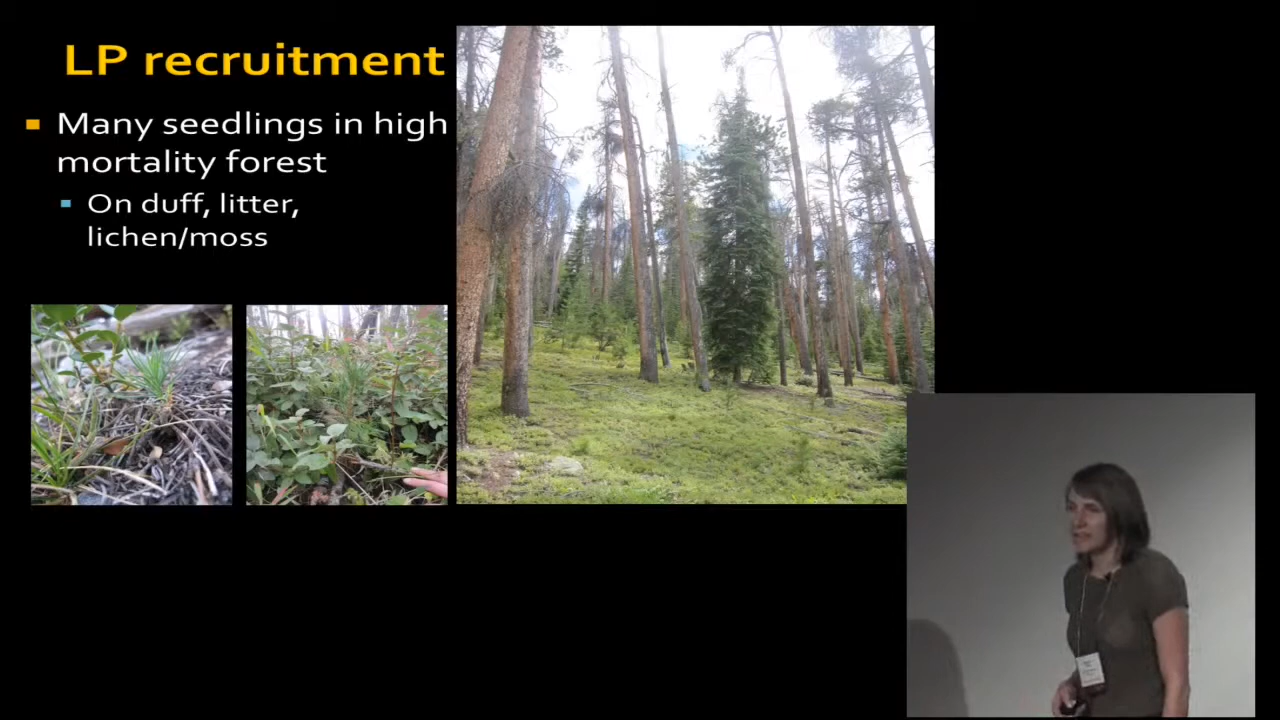 LP recruitment
Many seedlings in high
mortality forest
On duff, litter,
lichen/moss